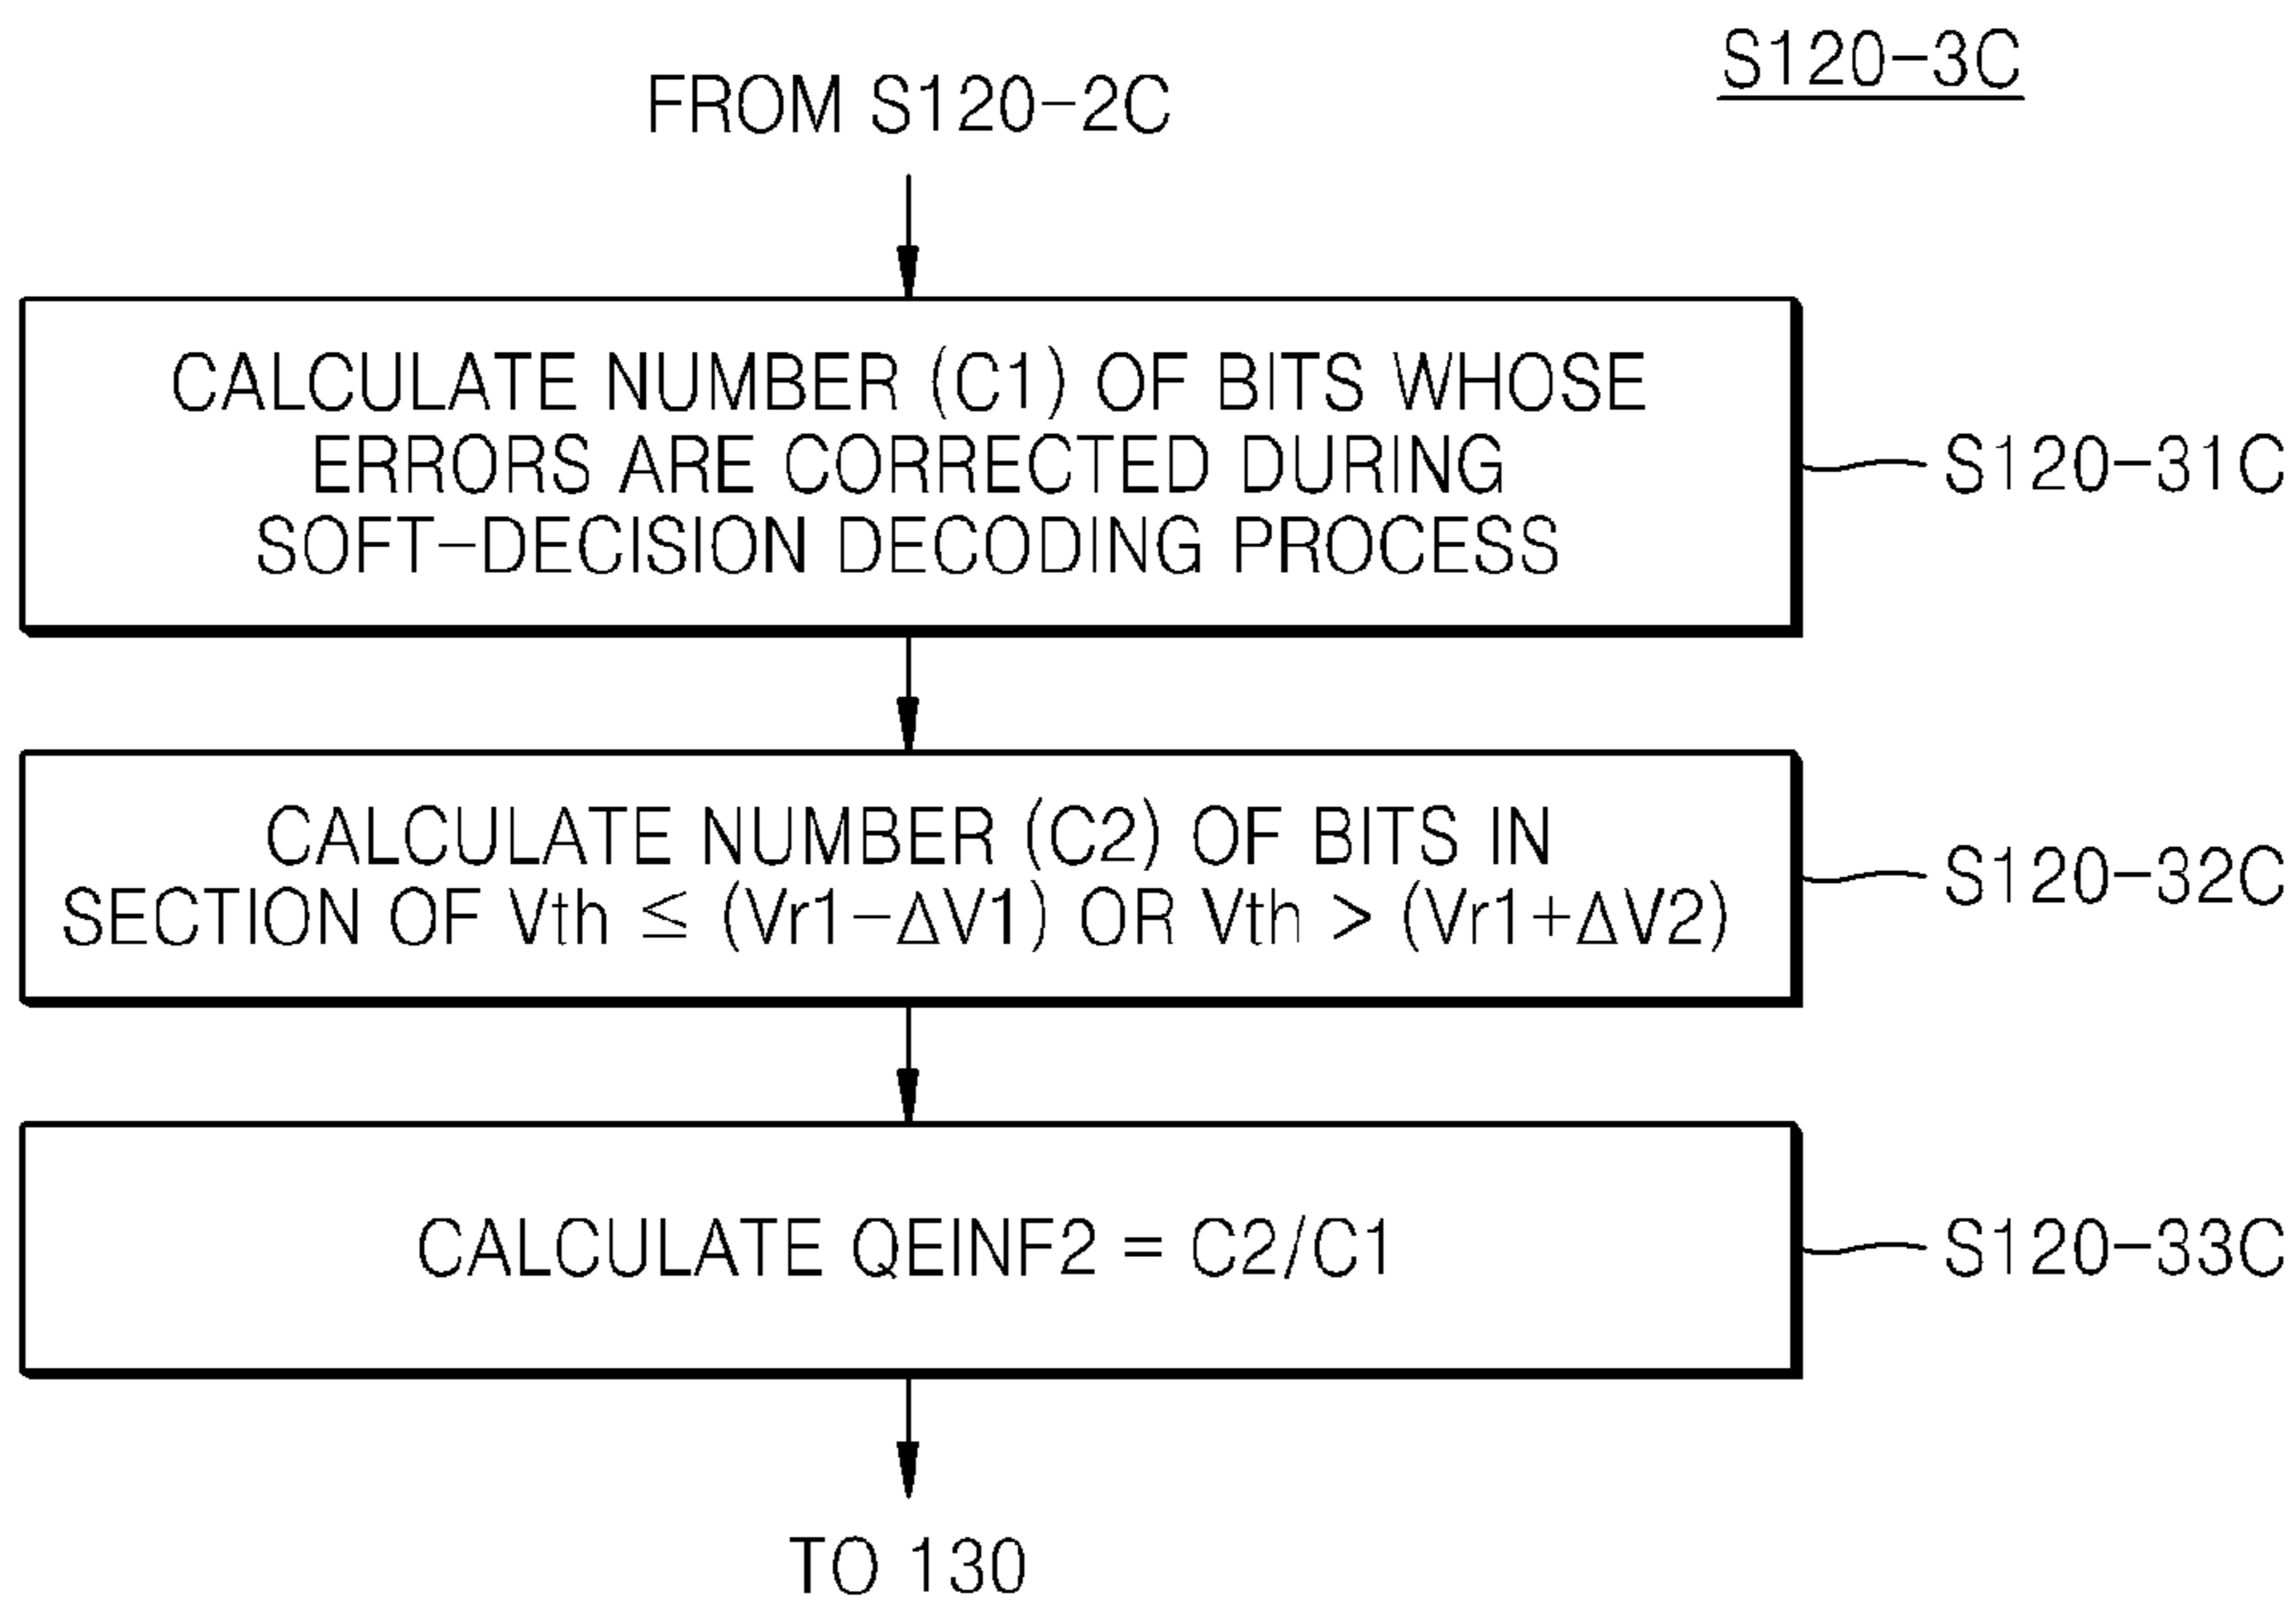 S120-3C
FROM S120-2C
CALCULATE NUMBER (C1) OF BITS WHOSE
ERRORS ARE CORRECTED DURING
SOFT-DECISION DECODING PROCESS
S120-31C
CALCULATE NUMBER (C2) OF BITS IN
SECTION OF Vth ≤ (Vr1-ΔV1) OR Vth > (Vr1+ΔV2)
S120-32C
CALCULATE QEINF2 = C2/C1
S120-33C
TO 130